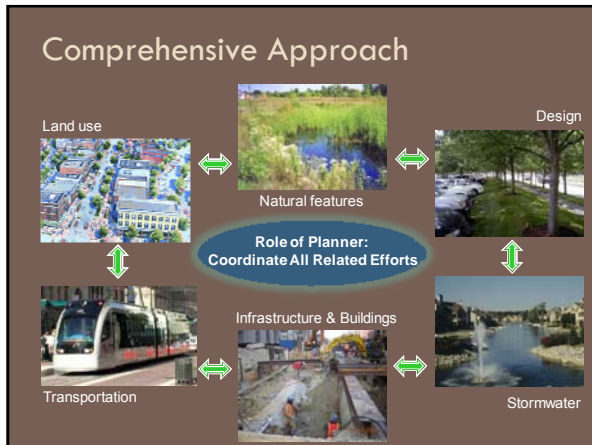 Comprehensive Approach
Land use
Natural features
Design
Role of Planner:
Coordinate All Related Efforts
Transportation
Infrastructure & Buildings
Stormwater